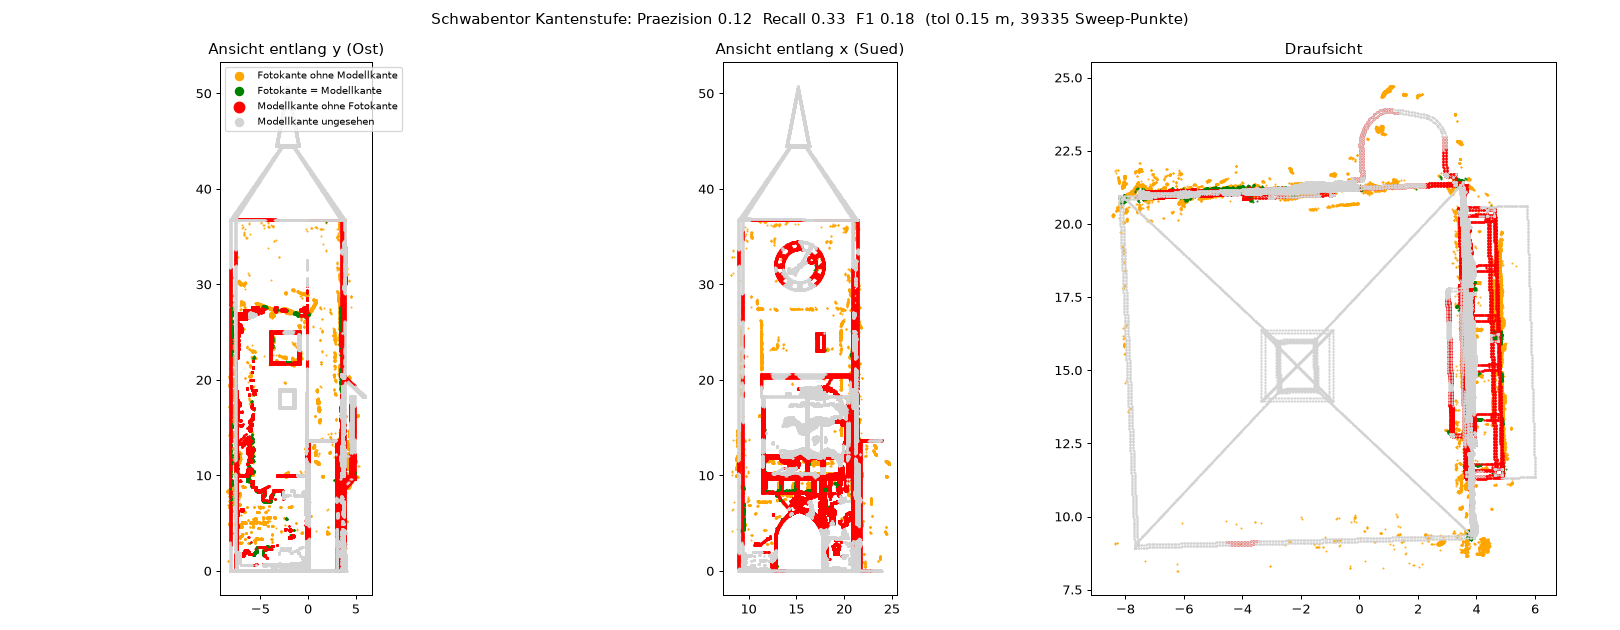 Schwabentor Kantenstufe: Praezision 0.12  Recall 0.33  F1 0.18  (tol 0.15 m, 39335 Sweep-Punkte)
Ansicht entlang y (Ost)
Fotokante ohne Modellkante
Fotokante = Modellkante
Modellkante ohne Fotokante
Modellkante ungesehen
50
40
30
20
10
0
−5 0 5
Ansicht entlang x (Sued)
50
40
30
20
10
0
10 15 20 25
Draufsicht
25.0
22.5
20.0
17.5
15.0
12.5
10.0
7.5
−8 −6 −4 −2 0 2 4 6